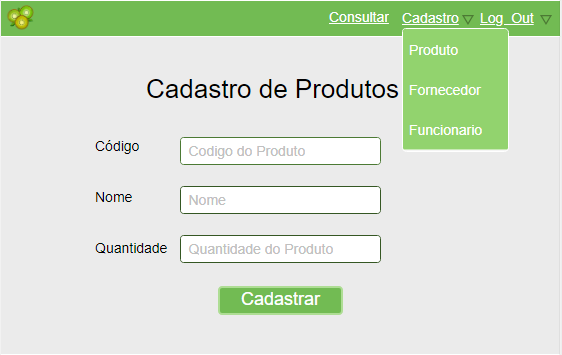 Consultar Cadastro Log Out
Produto
Fornecedor
Funcionario
Cadastro de Produtos
Código Codigo do Produto
Nome Nome
Quantidade Quantidade do Produto
Cadastrar